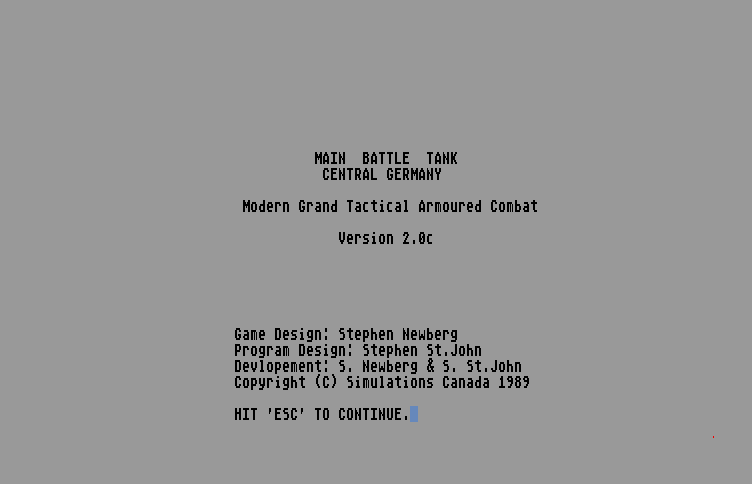 MAIN  BATTLE  TANK
CENTRAL GERMANY
Modern Grand Tactical Armoured Combat
Version 2.0c
Game Design: Stephen Newberg
Program Design: Stephen St.John
Devlopement: S. Newberg & S. St.John
Copyright (C) Simulations Canada 1989
HIT 'ESC' TO CONTINUE.